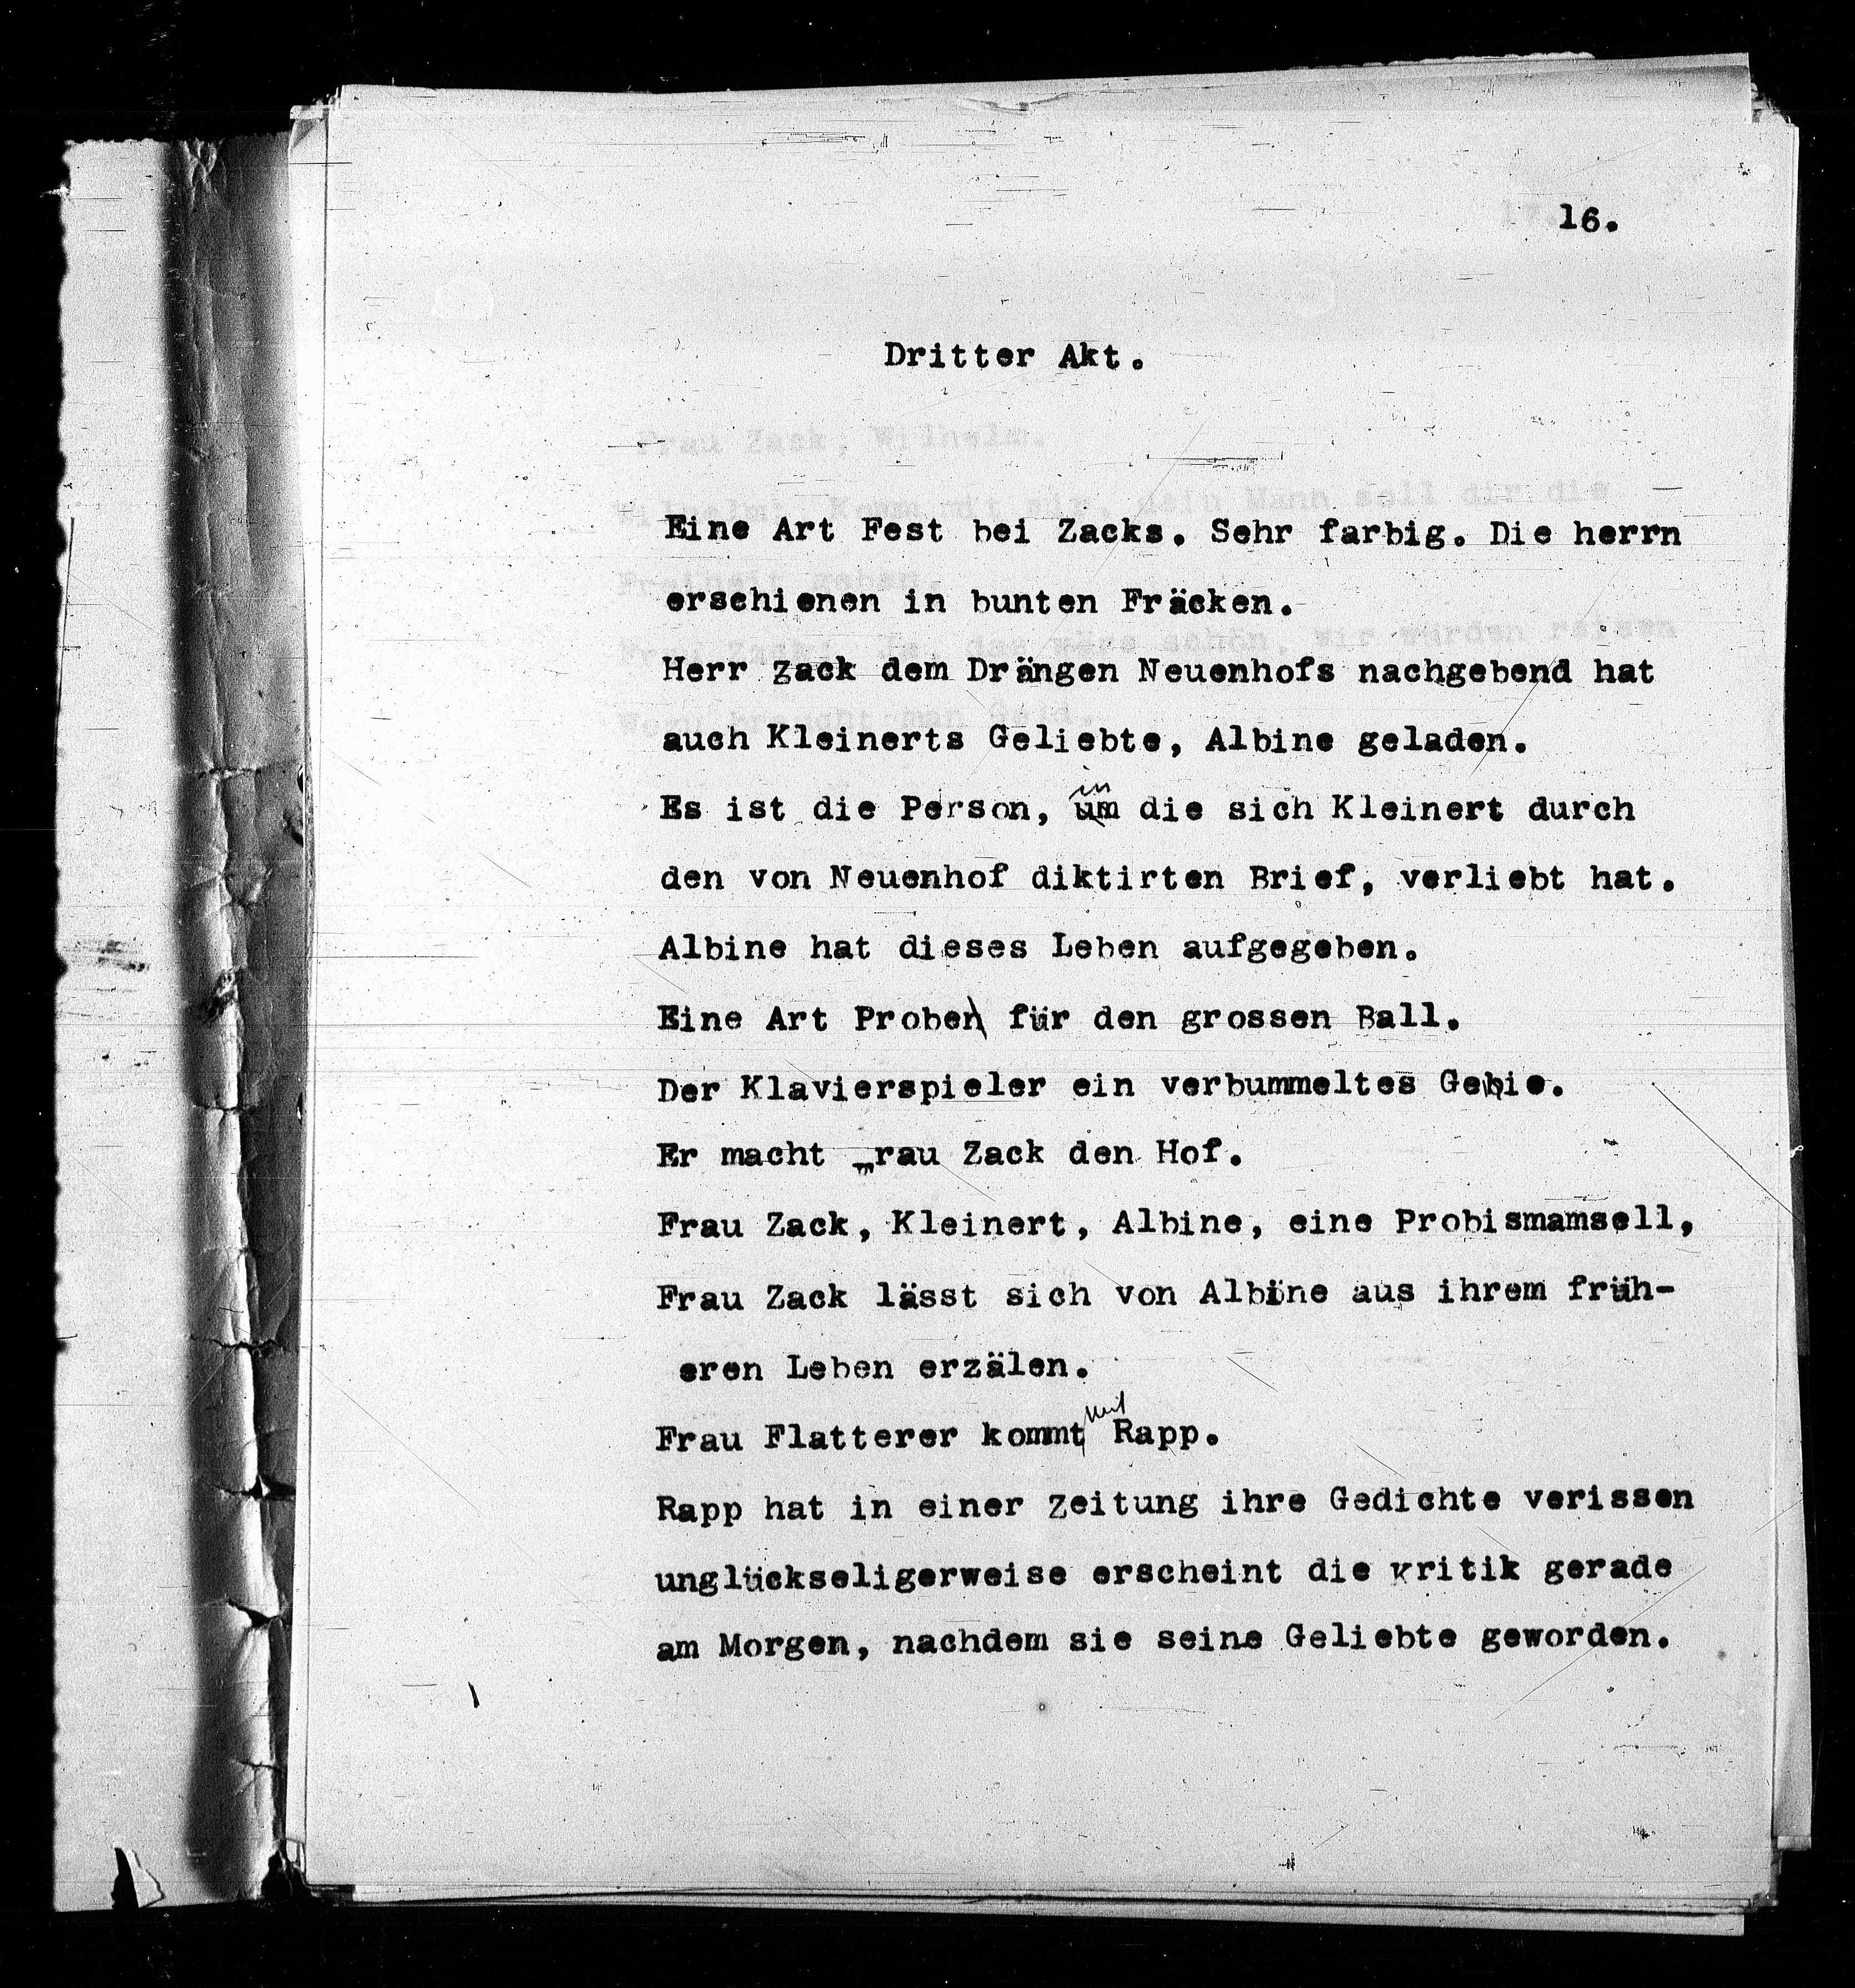 16.
Dritter Akt.
Eine Art Fest bei Zacks. Sehr farbig. Die herrn
erschienen in bunten Fräcken.
Herr Zack dem Drängen Neuenhofs nachgebend hat
auch Kleinerts Geliebte, Albine geladen.
in
Es ist die Person, um die sich Kleinert durch
den von Neuenhof diktirten Brief, verliebt hat.
Albine hat dieses Leben aufgegeben.
Eine Art Proben für den grossen Ball.
Der Klavierspieler ein verbummeltes Genie.
Er macht rau Zack den Hof.
Frau Zack, Kleinert, Albine, eine Probismamsell,
Frau Zack lässt sich von Albine aus ihrem früh-
eren Leben erzälen.
mit
Frau Flatterer kommt Rapp.
Rapp hat in einer Zeitung ihre Gedichte verissen
unglückseligerweise erscheint die Kritik gerade
am Morgen, nachdem sie seine Geliebte geworden.